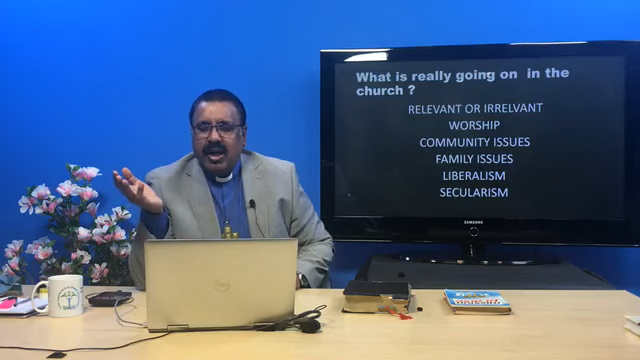 What is really going on in the
church ?
RELEVANT OR IRRELVANT
WORSHIP
COMMUNITY ISSUES
FAMILY ISSUES
LIBERALISM
SECULARISM
SAMSUNG
DELL